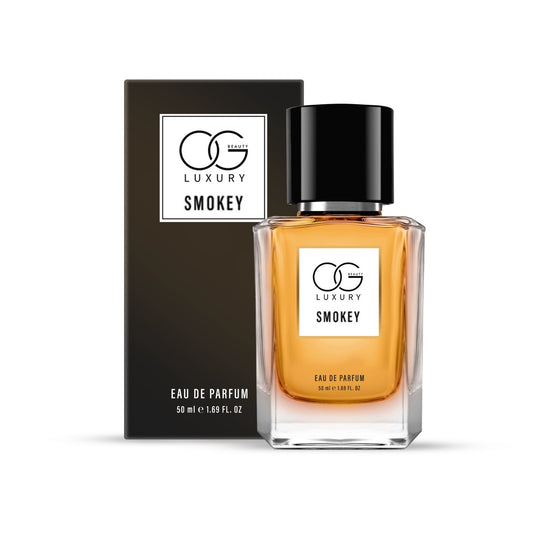 OG
BEAUTY
LUXURY
SMOKEY
EAU DE PARFUM
50 ml e 1.69 FL. OZ
OG
BEAUTY
LUXURY
SMOKEY
EAU DE PARFUM
50 ml e 1.69 FL. OZ